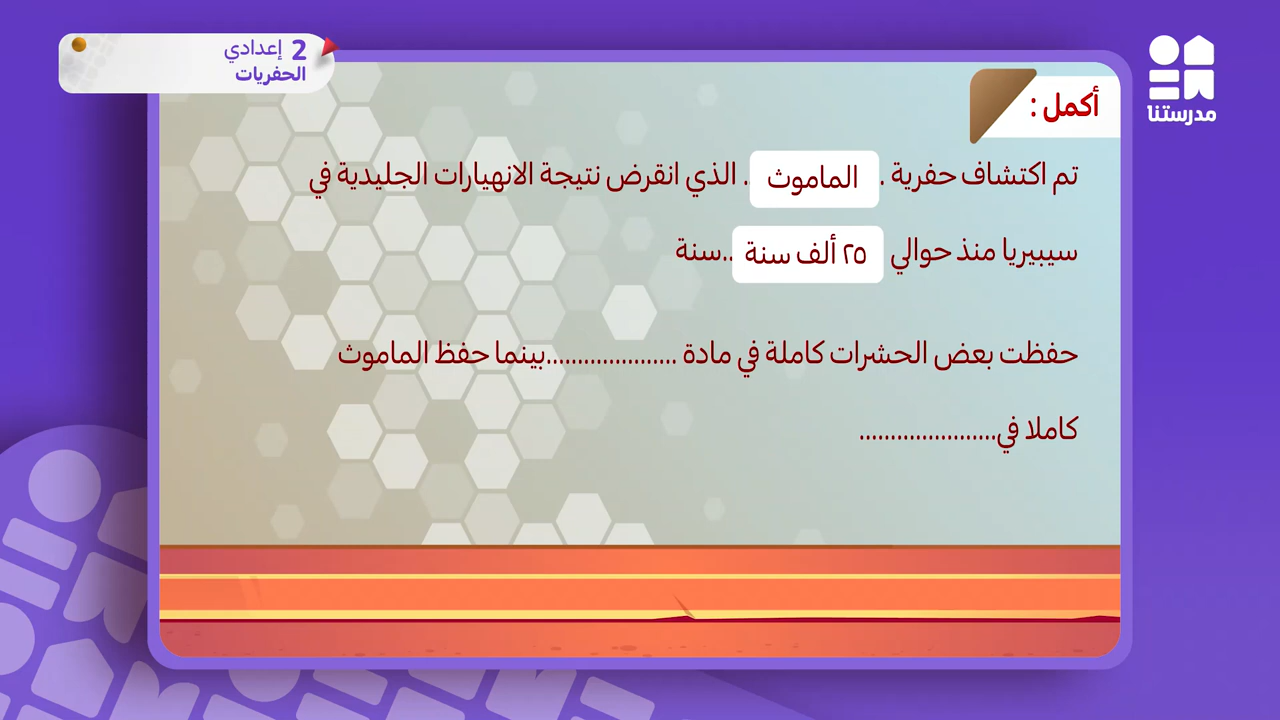 2 إعدادي
الحفريات
مدرستنا
أكمل :
تم اكتشاف حفرية . الماموث . الذي انقرض نتيجة الانهيارات الجليدية في
سيبيريا منذ حوالي ٢٥ ألف سنة ..سنة
حفظت بعض الحشرات كاملة في مادة .....................بينما حفظ الماموث
كاملا في......................